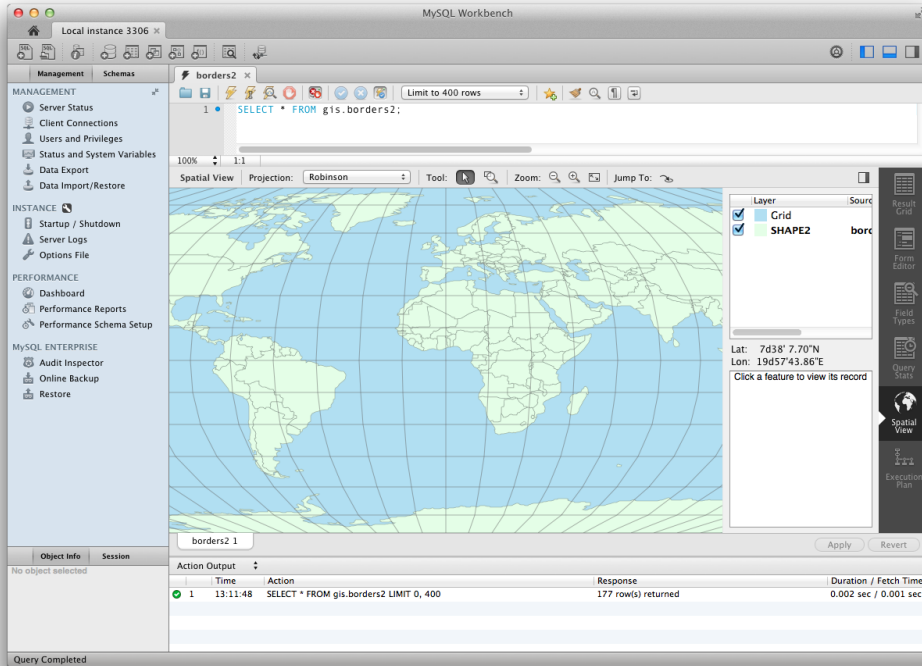 MySQL Workbench
Local instance 3306
Management Schemas
MANAGEMENT
Server Status
Client Connections
Users and Privileges
Status and System Variables
Data Export
Data Import/Restore
INSTANCE
Startup / Shutdown
Server Logs
Options File
PERFORMANCE
Dashboard
Performance Reports
Performance Schema Setup
MySQL ENTERPRISE
Audit Inspector
Online Backup
Restore
Object Info Session
No object selected
borders2
Limit to 400 rows
1 SELECT * FROM gis.borders2;
100% 1:1
Spatial View Projection: Robinson Tool: Zoom: Jump To:
Layer Sourc
Grid
SHAPE2 bord
Lat: 7d38' 7.70"N
Lon: 19d57'43.86"E
Click a feature to view its record
Result
Grid
Form
Editor
Field
Types
Query
Stats
Spatial
View
Execution
Plan
borders2 1
Apply Revert
Action Output
Time Action Response Duration / Fetch Time
1 13:11:48 SELECT * FROM gis.borders2 LIMIT 0, 400 177 row(s) returned 0.002 sec / 0.001 sec
Query Completed